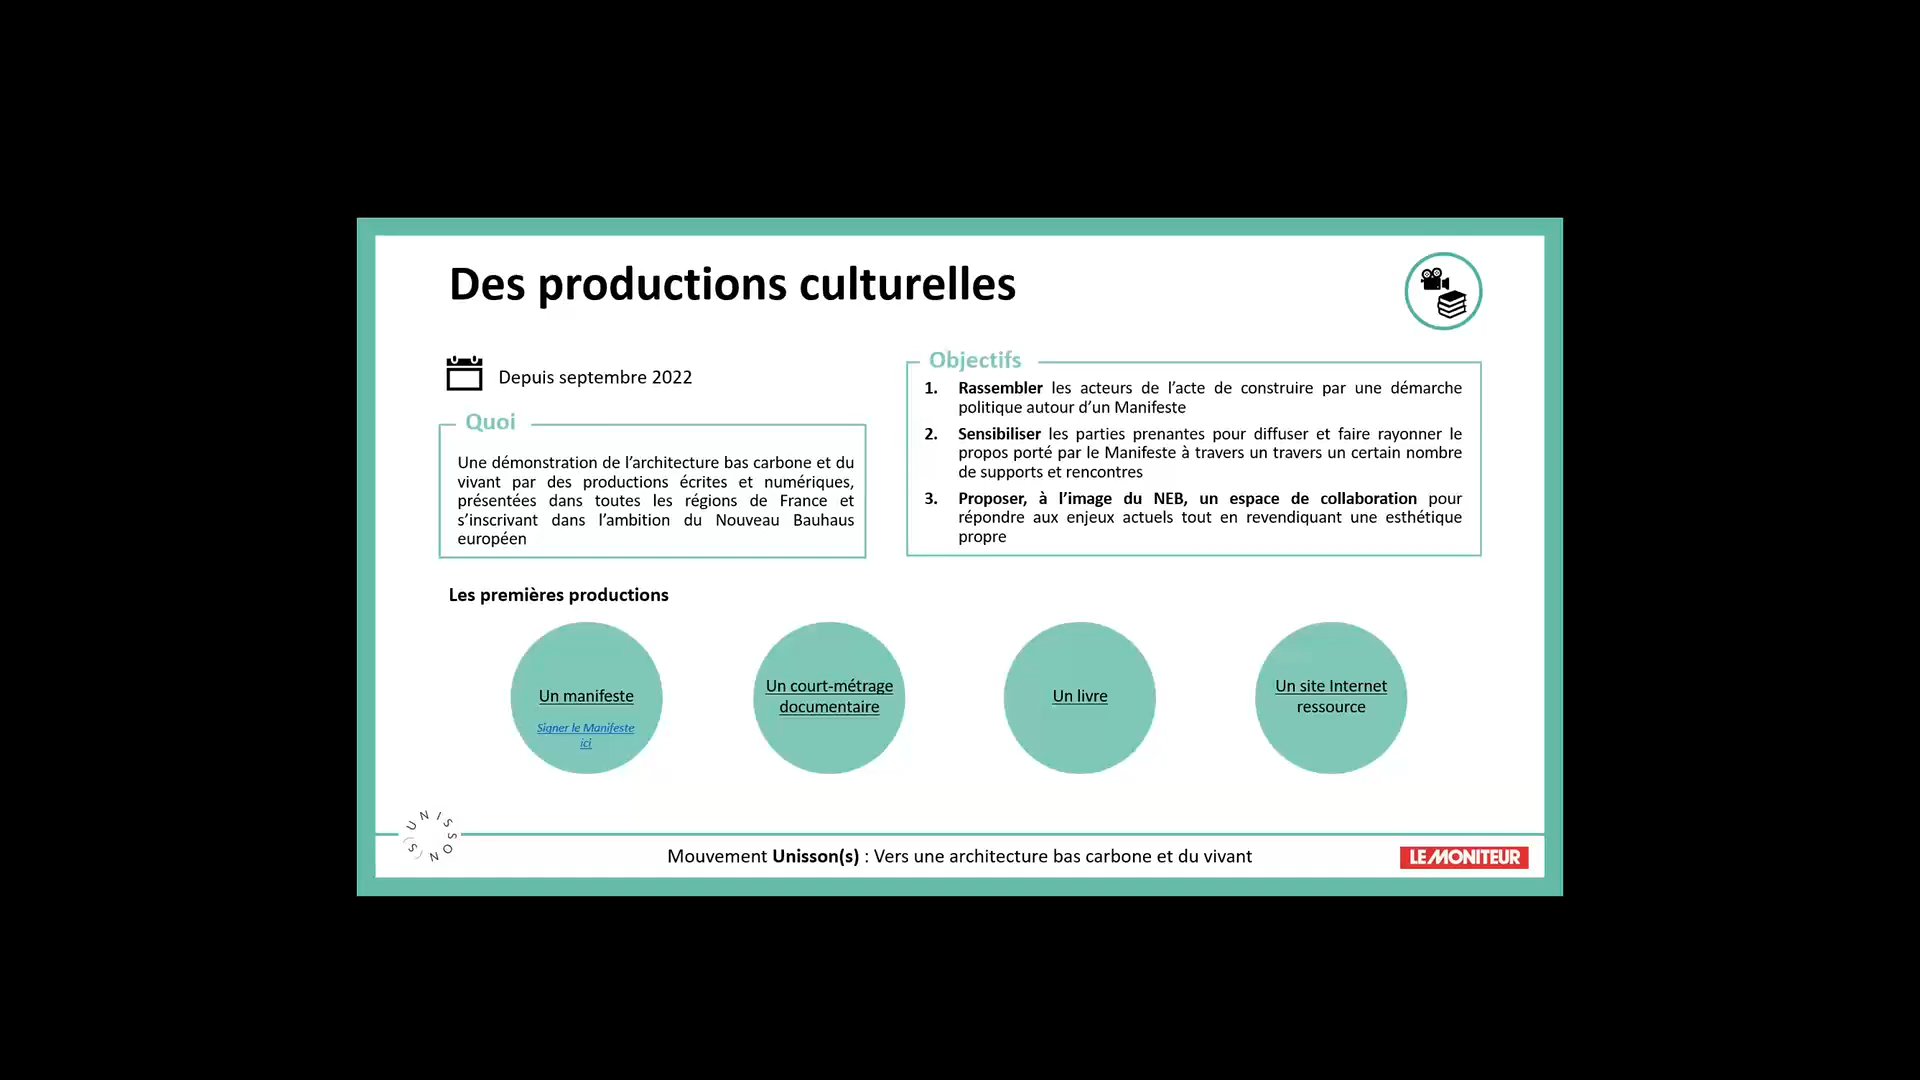 Des productions culturelles
Depuis septembre 2022
Quoi
Une démonstration de l’architecture bas carbone et du
vivant par des productions écrites et numériques,
présentées dans toutes les régions de France et
s’inscrivant dans l’ambition du Nouveau Bauhaus
européen
Objectifs
1. Rassembler les acteurs de l’acte de construire par une démarche
politique autour d’un Manifeste
2. Sensibiliser les parties prenantes pour diffuser et faire rayonner le
propos porté par le Manifeste à travers un travers un certain nombre
de supports et rencontres
3. Proposer, à l’image du NEB, un espace de collaboration pour
répondre aux enjeux actuels tout en revendiquant une esthétique
propre
Les premières productions
Un manifeste
Signer le Manifeste
ici
Un court-métrage
documentaire
Un livre
Un site Internet
ressource
UNISSON(S)
Mouvement Unisson(s) : Vers une architecture bas carbone et du vivant
LE MONITEUR